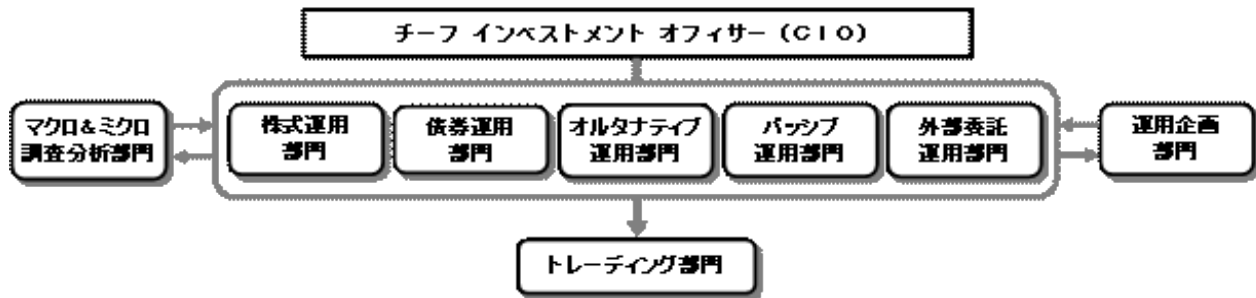 チーフ インベストメント オフィサー（ＣＩＯ）
マクロ＆ミクロ
調査分析部門
株式運用
部門
債券運用
部門
オルタナティブ
運用部門
パッシブ
運用部門
外部委託
運用部門
運用企画
部門
トレーディング部門